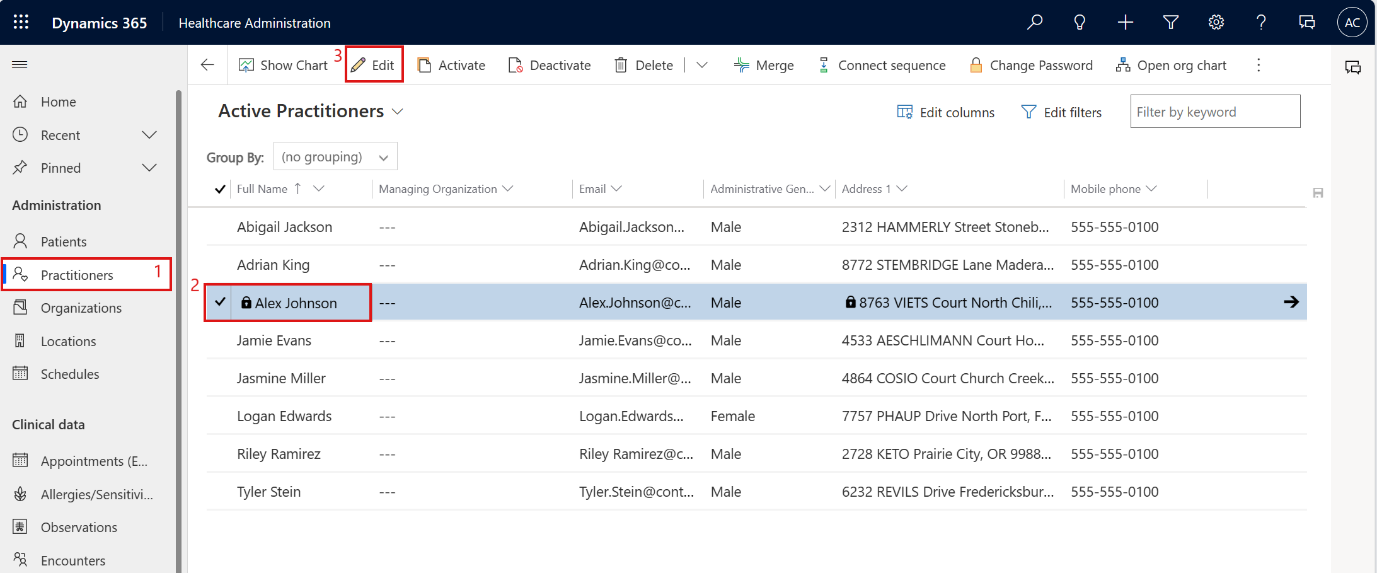 Dynamics 365 Healthcare Administration AC
3 Show Chart Edit Activate Deactivate Delete Merge Connect sequence Change Password Open org chart
Home
Recent
Pinned
Administration
Patients
Practitioners 1
Organizations
Locations
Schedules
Clinical data
Appointments (E...
Allergies/Sensitivi...
Observations
Encounters
Active Practitioners Edit columns Edit filters Filter by keyword
Group By: (no grouping)
Full Name Managing Organization Email Administrative Gen... Address 1 Mobile phone
Abigail Jackson --- Abigail.Jackson... Male 2312 HAMMERLY Street Stoneb... 555-555-0100
Adrian King --- Adrian.King@co... Male 8772 STEMBRIDGE Lane Madera... 555-555-0100
2 Alex Johnson --- Alex.Johnson@c... Male 8763 VIETS Court North Chili,... 555-555-0100
Jamie Evans --- Jamie.Evans@co... Male 4533 AESCHLIMANN Court Ho... 555-555-0100
Jasmine Miller --- Jasmine.Miller@... Male 4864 COSIO Court Church Creek... 555-555-0100
Logan Edwards --- Logan.Edwards... Female 7757 PHAUP Drive North Port, F... 555-555-0100
Riley Ramirez --- Riley Ramirez@c... Male 2728 KETO Prairie City, OR 9988... 555-555-0100
Tyler Stein --- Tyler.Stein@cont... Male 6232 REVILS Drive Fredericksbur... 555-555-0100